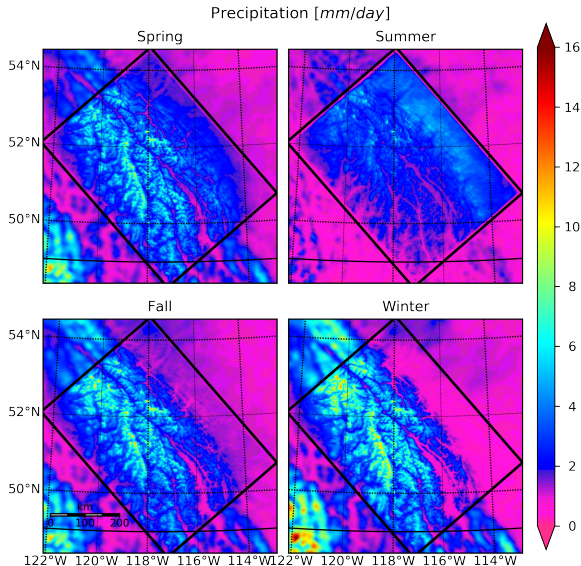 Precipitation [mm/day]
Spring
Summer
54°N
52°N
50°N
Fall
Winter
54°N
52°N
50°N
km
0 100 200
122°W 120°W 118°W 116°W 114°W
122°W 120°W 118°W 116°W 114°W
16
14
12
10
8
6
4
2
0